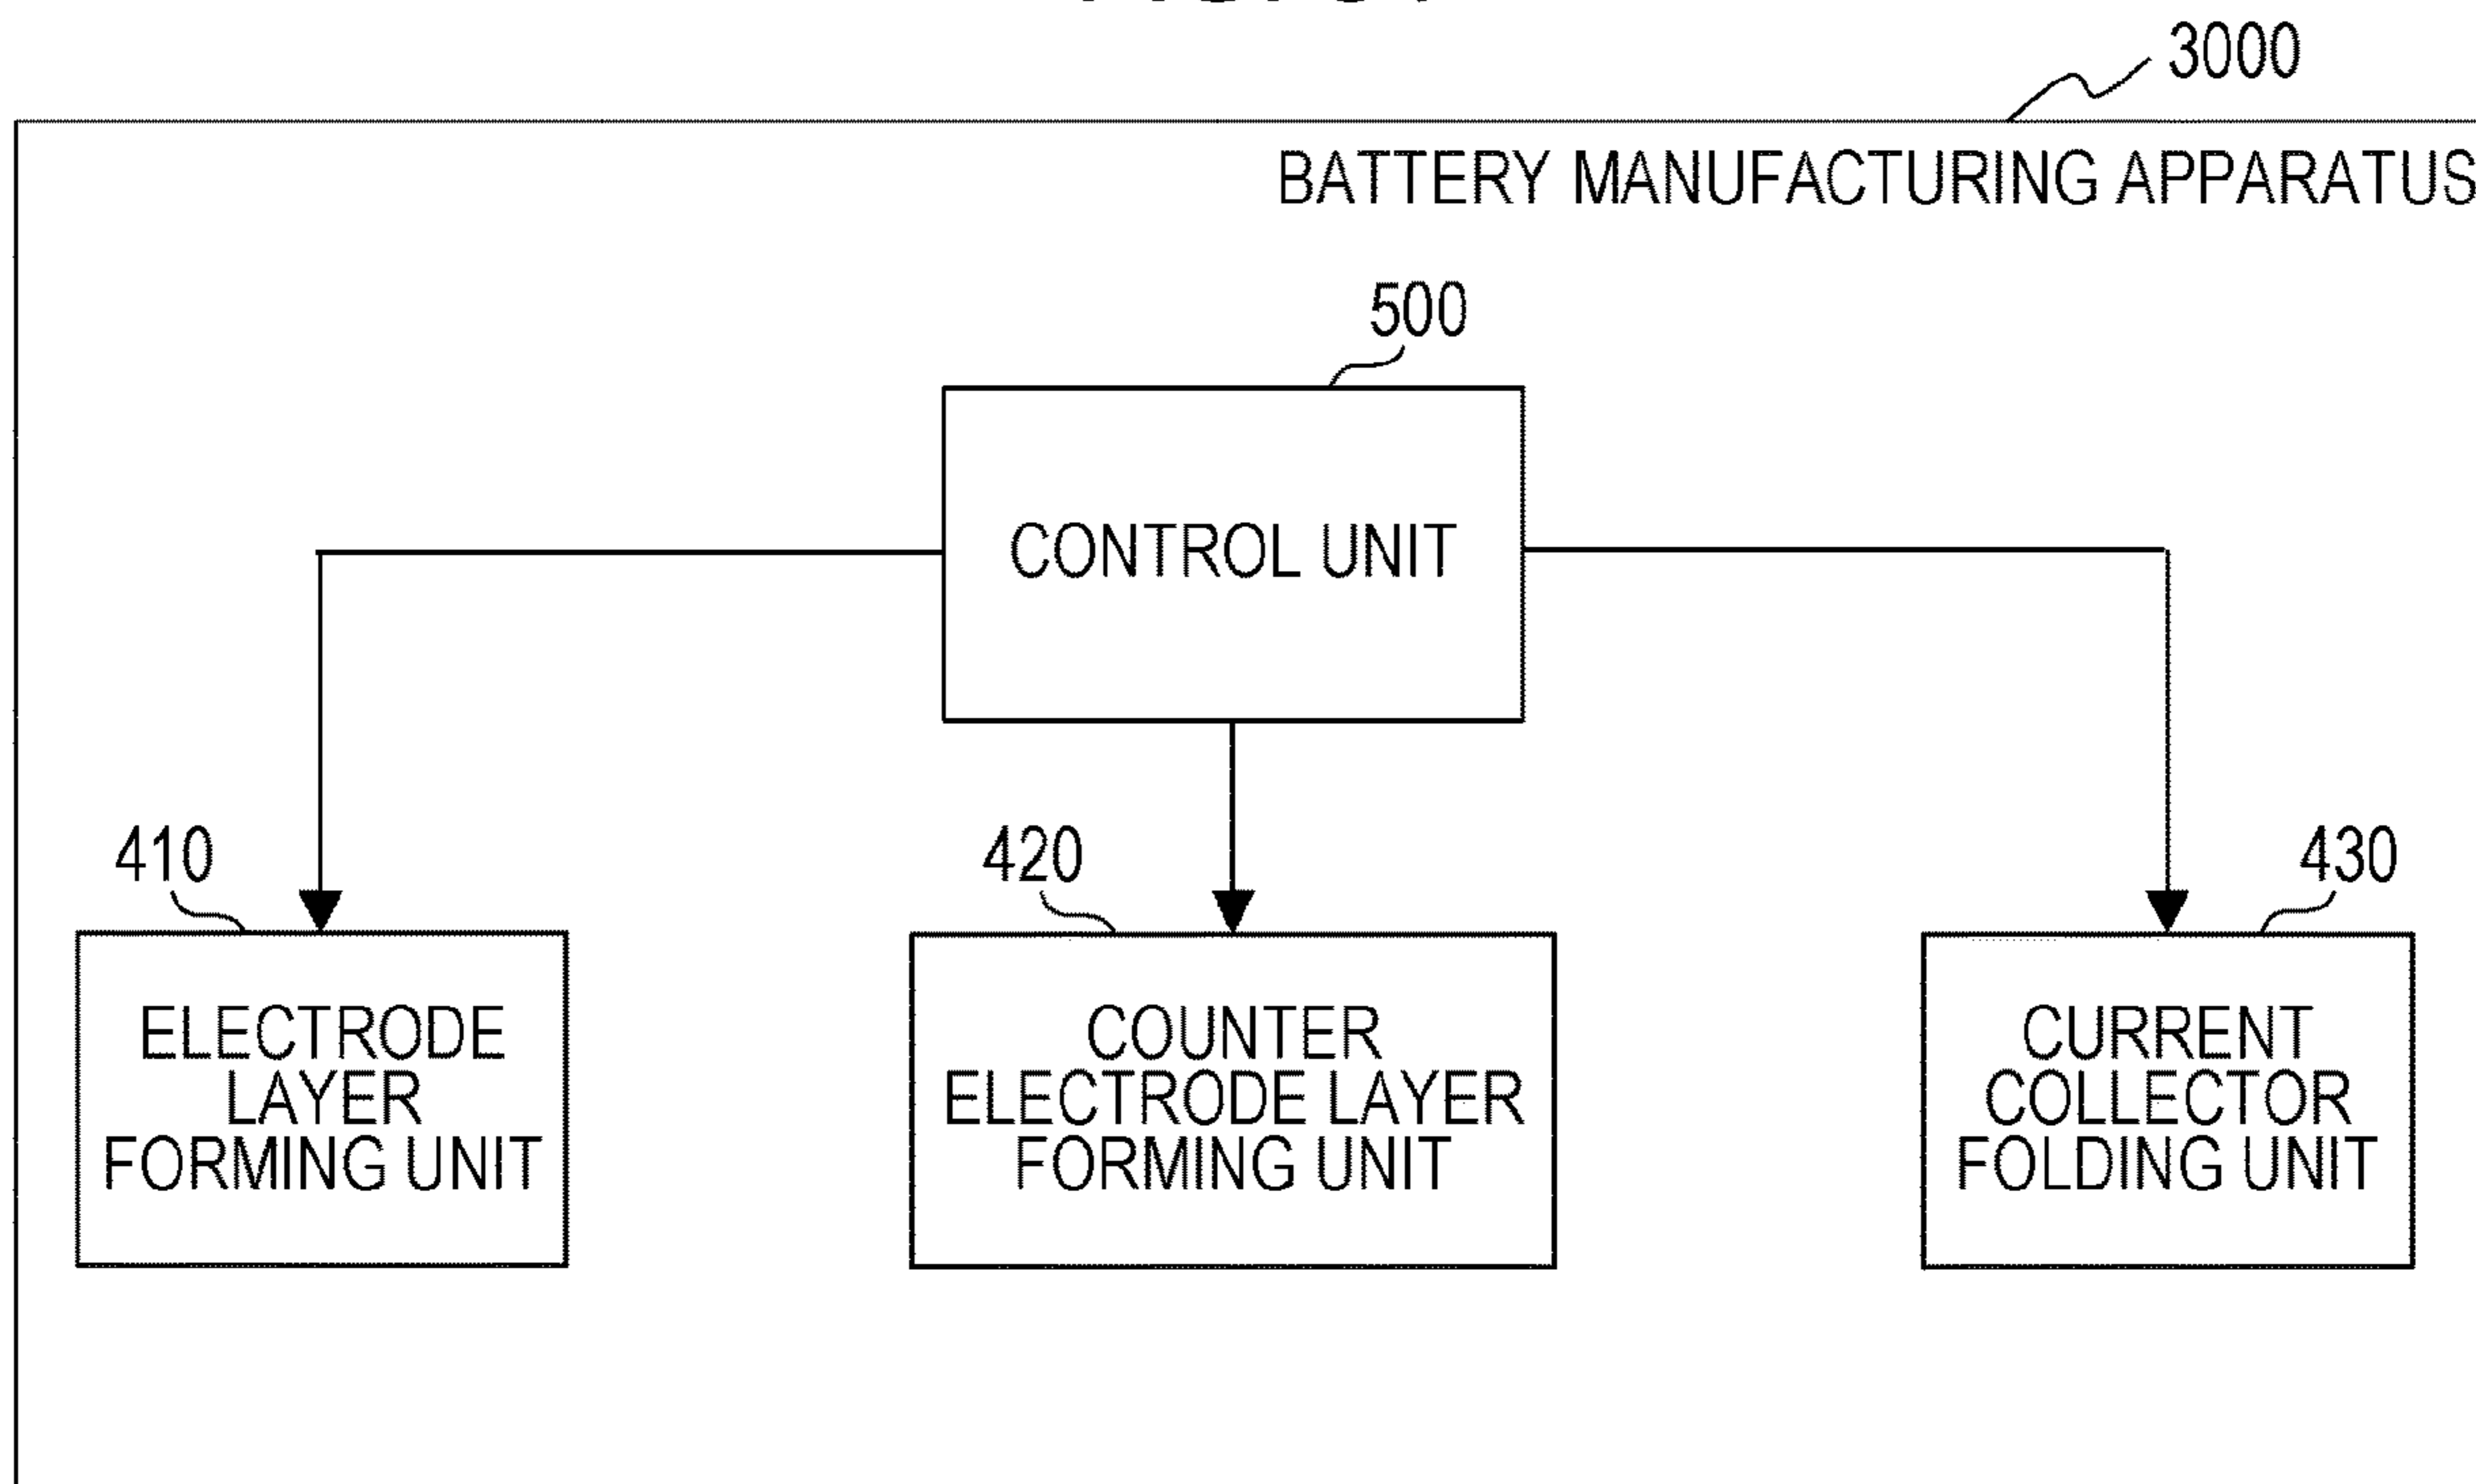 3000
BATTERY MANUFACTURING APPARATUS
500
CONTROL UNIT
410
420
430
ELECTRODE
LAYER
FORMING UNIT
COUNTER
ELECTRODE LAYER
FORMING UNIT
CURRENT
COLLECTOR
FOLDING UNIT